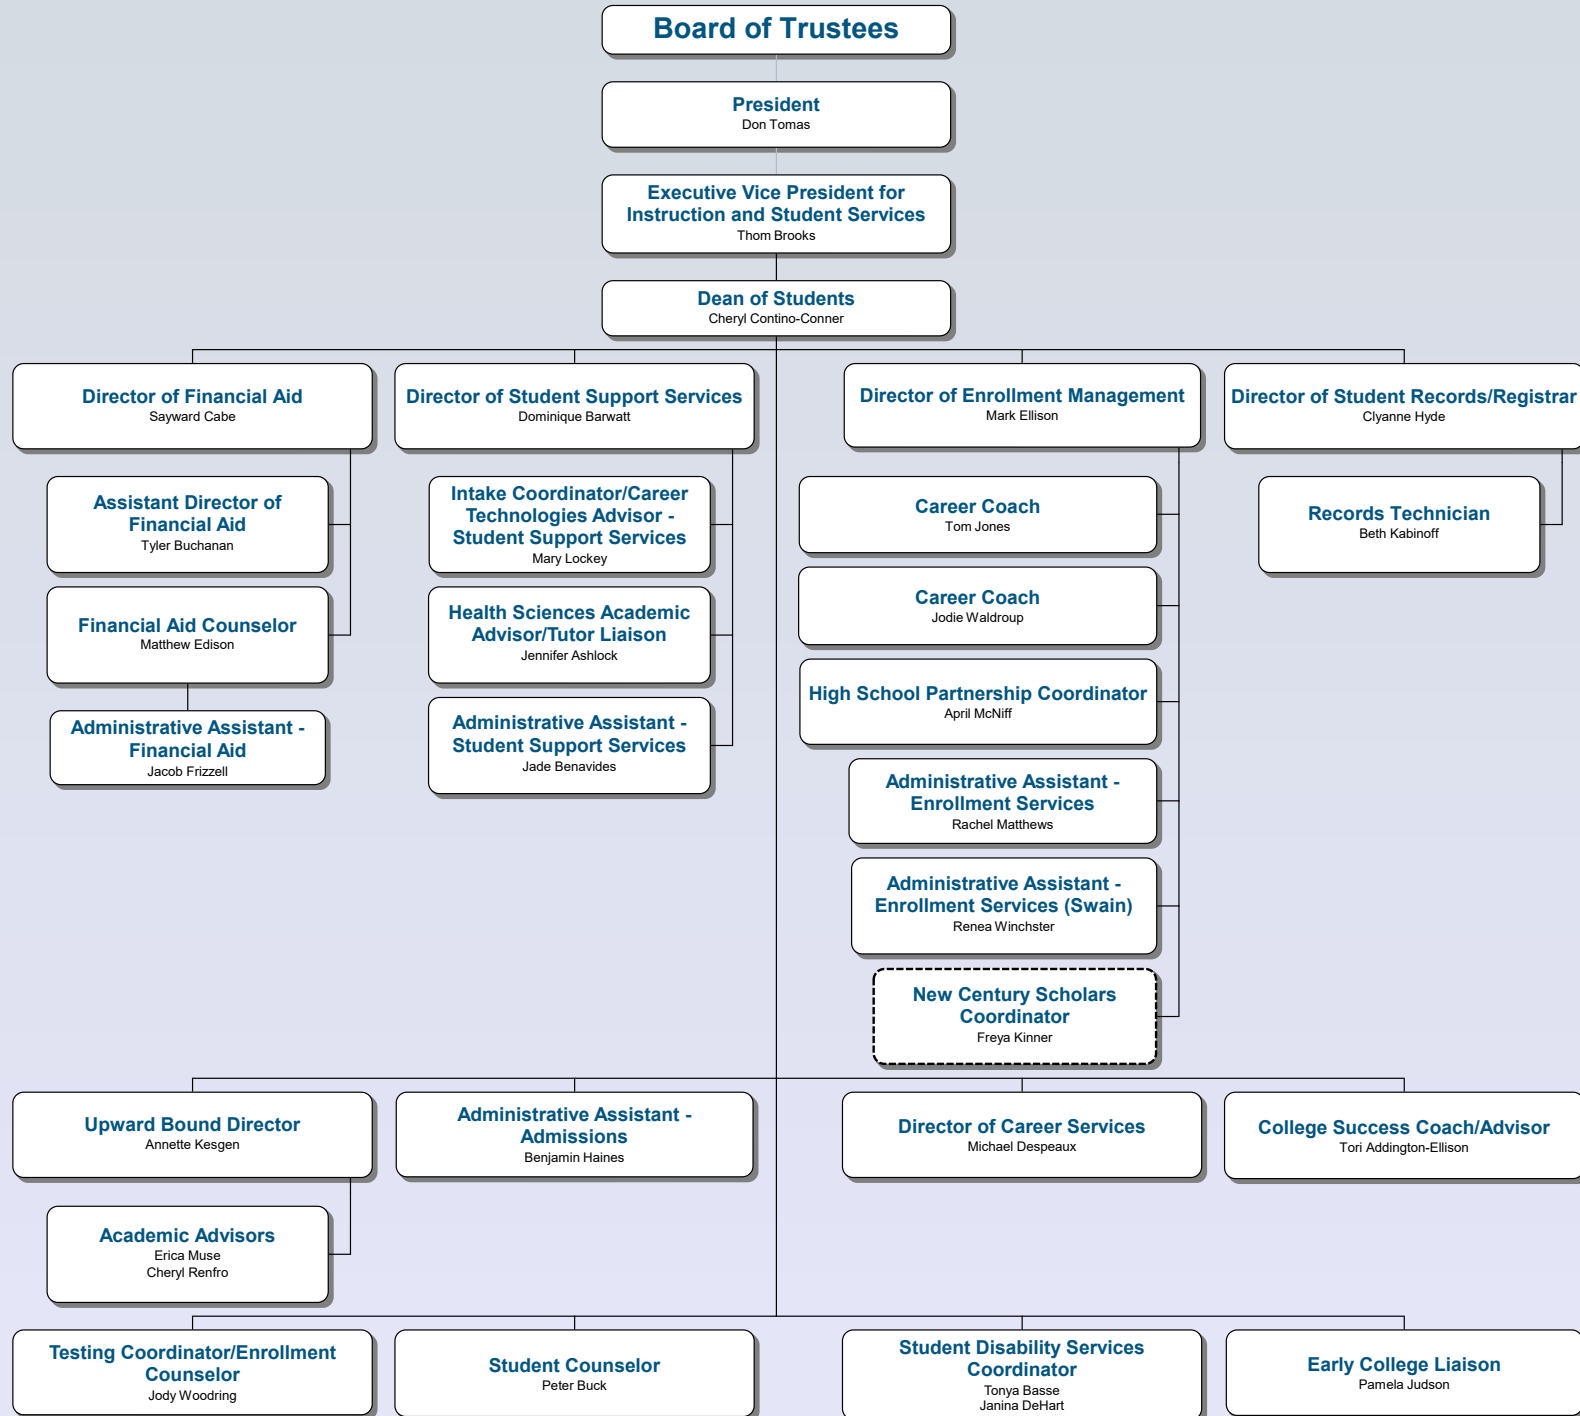 Board of Trustees
President
Don Tomas
Executive Vice President for
Instruction and Student Services
Thom Brooks
Dean of Students
Cheryl Contino-Conner
Director of Financial Aid
Sayward Cabe
Director of Student Support Services
Dominique Barwatt
Director of Enrollment Management
Mark Ellison
Director of Student Records/Registrar
Clyanne Hyde
Assistant Director of
Financial Aid
Tyler Buchanan
Financial Aid Counselor
Matthew Edison
Administrative Assistant -
Financial Aid
Jacob Frizzell
Intake Coordinator/Career
Technologies Advisor -
Student Support Services
Mary Lockey
Health Sciences Academic
Advisor/Tutor Liaison
Jennifer Ashlock
Administrative Assistant -
Student Support Services
Jade Benavides
Career Coach
Tom Jones
Career Coach
Jodie Waldroup
High School Partnership Coordinator
April McNiff
Administrative Assistant -
Enrollment Services
Rachel Matthews
Administrative Assistant -
Enrollment Services (Swain)
Renea Winchster
New Century Scholars
Coordinator
Freya Kinner
Records Technician
Beth Kabinoff
Upward Bound Director
Annette Kesgen
Administrative Assistant -
Admissions
Benjamin Haines
Director of Career Services
Michael Despeaux
College Success Coach/Advisor
Tori Addington-Ellison
Academic Advisors
Erica Muse
Cheryl Renfro
Testing Coordinator/Enrollment
Counselor
Jody Woodring
Student Counselor
Peter Buck
Student Disability Services
Coordinator
Tonya Basse
Janina DeHart
Early College Liaison
Pamela Judson